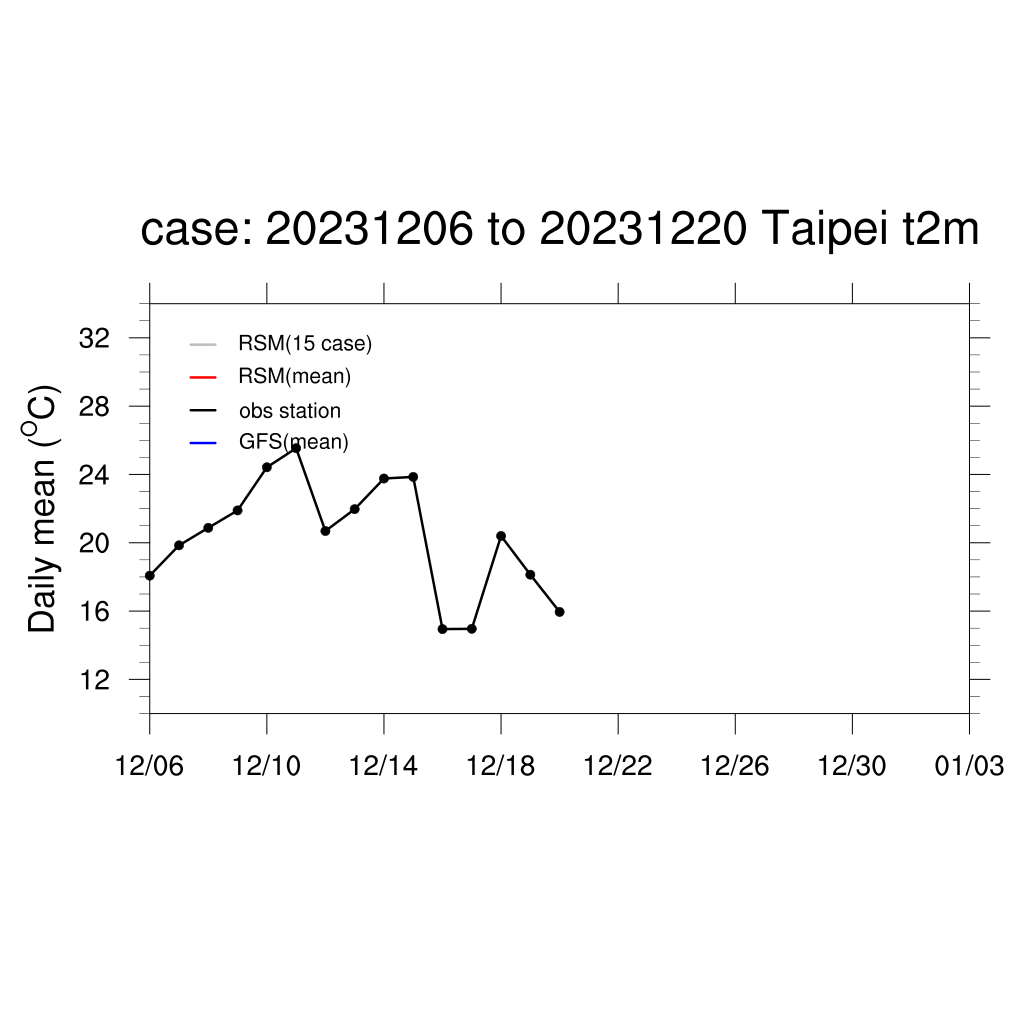 case: 20231206 to 20231220 Taipei t2m
Daily mean (°C)
32
28
24
20
16
12
RSM(15 case)
RSM(mean)
obs station
GFS(mean)
12/06 12/10 12/14 12/18 12/22 12/26 12/30 01/03